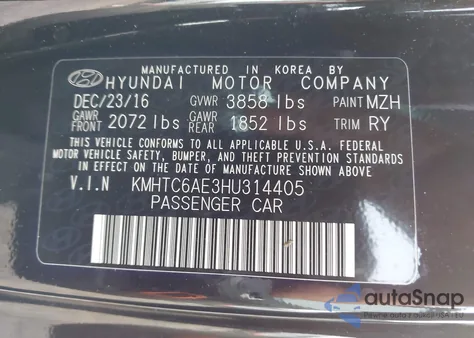 MANUFACTURED IN KOREA BY
HYUNDAI MOTOR COMPANY
DEC/23/16 GVWR 3858 lbs PAINT MZH
GAWR FRONT 2072 lbs GAWR REAR 1852 lbs TRIM RY
THIS VEHICLE CONFORMS TO ALL APPLICABLE U.S.A. FEDERAL
MOTOR VEHICLE SAFETY, BUMPER, AND THEFT PREVENTION STANDARDS
IN EFFECT ON THE DATE OF MANUFACTURE SHOWN ABOVE
V.I.N KMHTC6AE3HU314405
PASSENGER CAR
autoSnap